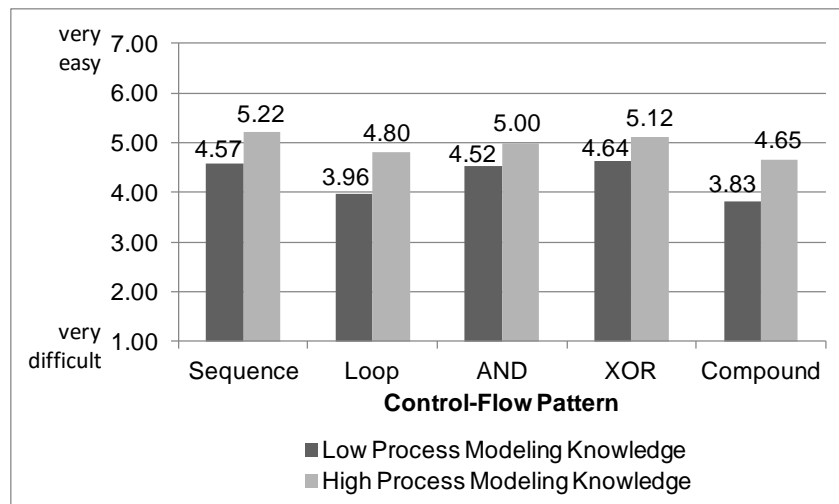 very
easy
7.00
6.00
5.00
4.00
3.00
2.00
1.00
very
difficult
4.57
5.22
3.96
4.80
4.52
5.00
4.64
5.12
3.83
4.65
Sequence Loop AND XOR Compound
Control-Flow Pattern
Low Process Modeling Knowledge
High Process Modeling Knowledge